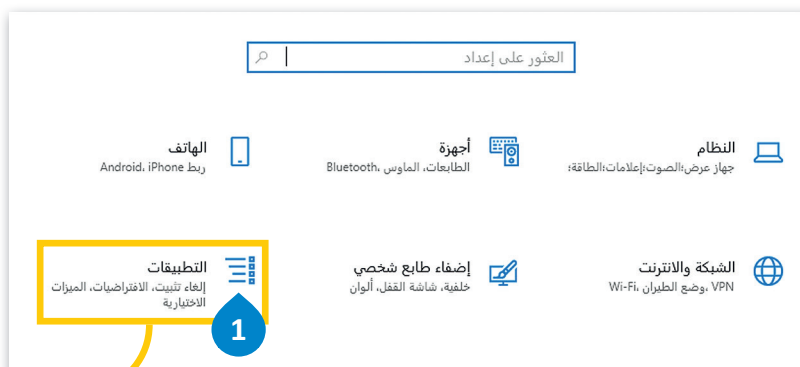 العثور على إعداد
النظام
جهاز عرض؛الصوت؛إعلامات؛الطاقة؛
أجهزة
الطابعات، الماوس ،Bluetooth
الهاتف
ربط Android، iPhone
الشبكة والانترنت
VPN ،وضع الطيران ،Wi-Fi
إضفاء طابع شخصي
خلفية، شاشة القفل، ألوان
التطبيقات
إلغاء تثبيت، الافتراضيات، الميزات
الاختيارية
1